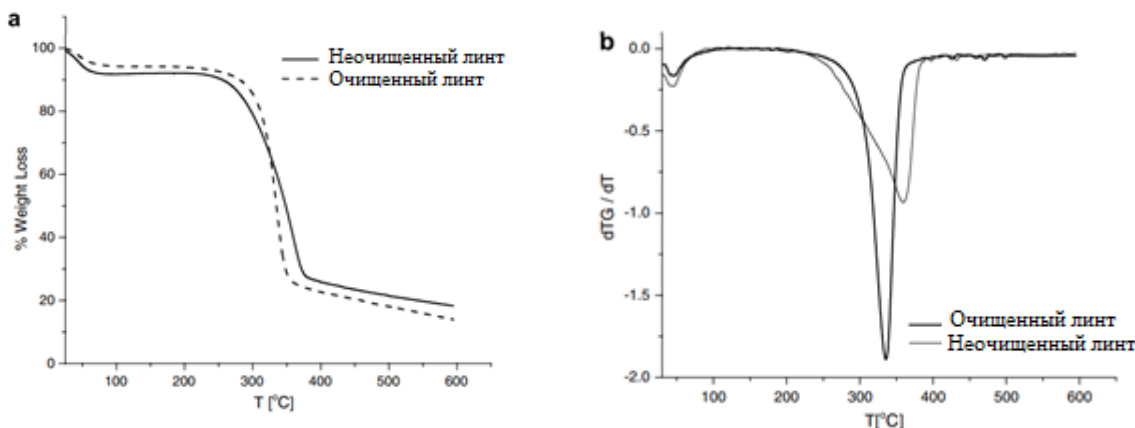 a
100
80
60
40
20
0
% Weight Loss
Неочищенный линт
Очищенный линт
100
200
300
400
500
600
T [°C]
b
0.0
-0.5
-1.0
-1.5
-2.0
dTG / dT
Очищенный линт
Неочищенный линт
100
200
300
400
500
600
T[°C]